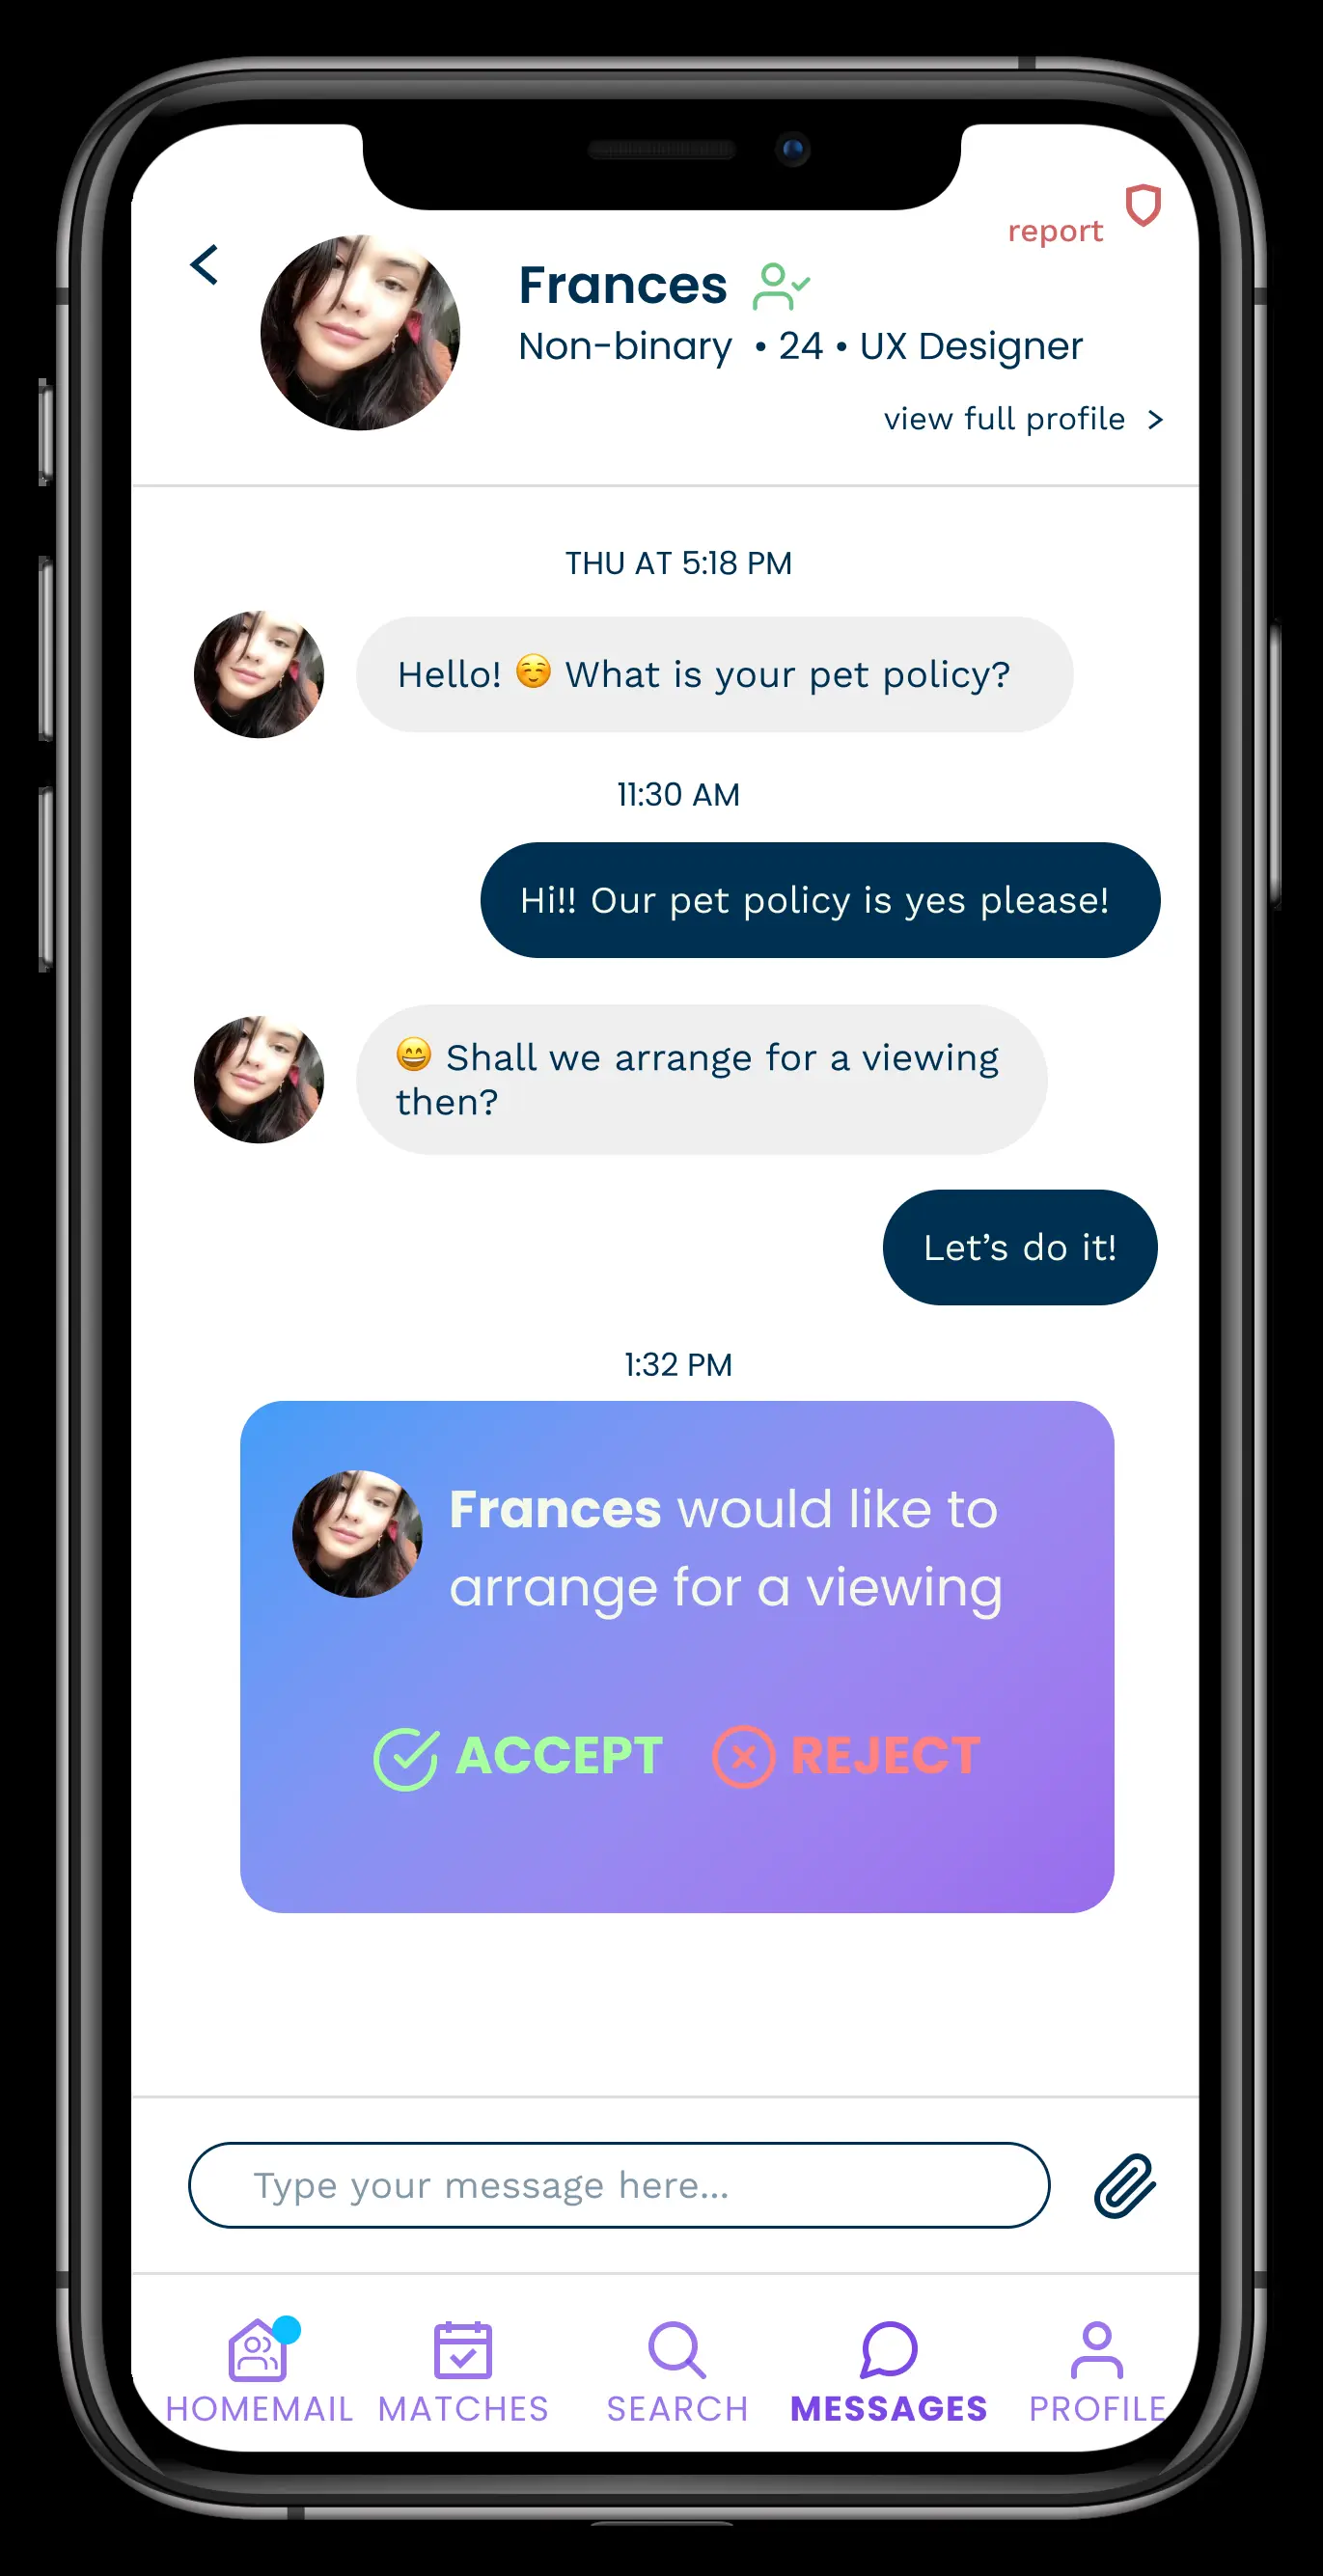 report
Frances
Non-binary • 24 • UX Designer
view full profile >
THU AT 5:18 PM
Hello! ☺️ What is your pet policy?
11:30 AM
Hi!! Our pet policy is yes please!
😄 Shall we arrange for a viewing
then?
Let’s do it!
1:32 PM
Frances would like to
arrange for a viewing
ACCEPT REJECT
Type your message here...
HOMEMAIL MATCHES SEARCH MESSAGES PROFILE